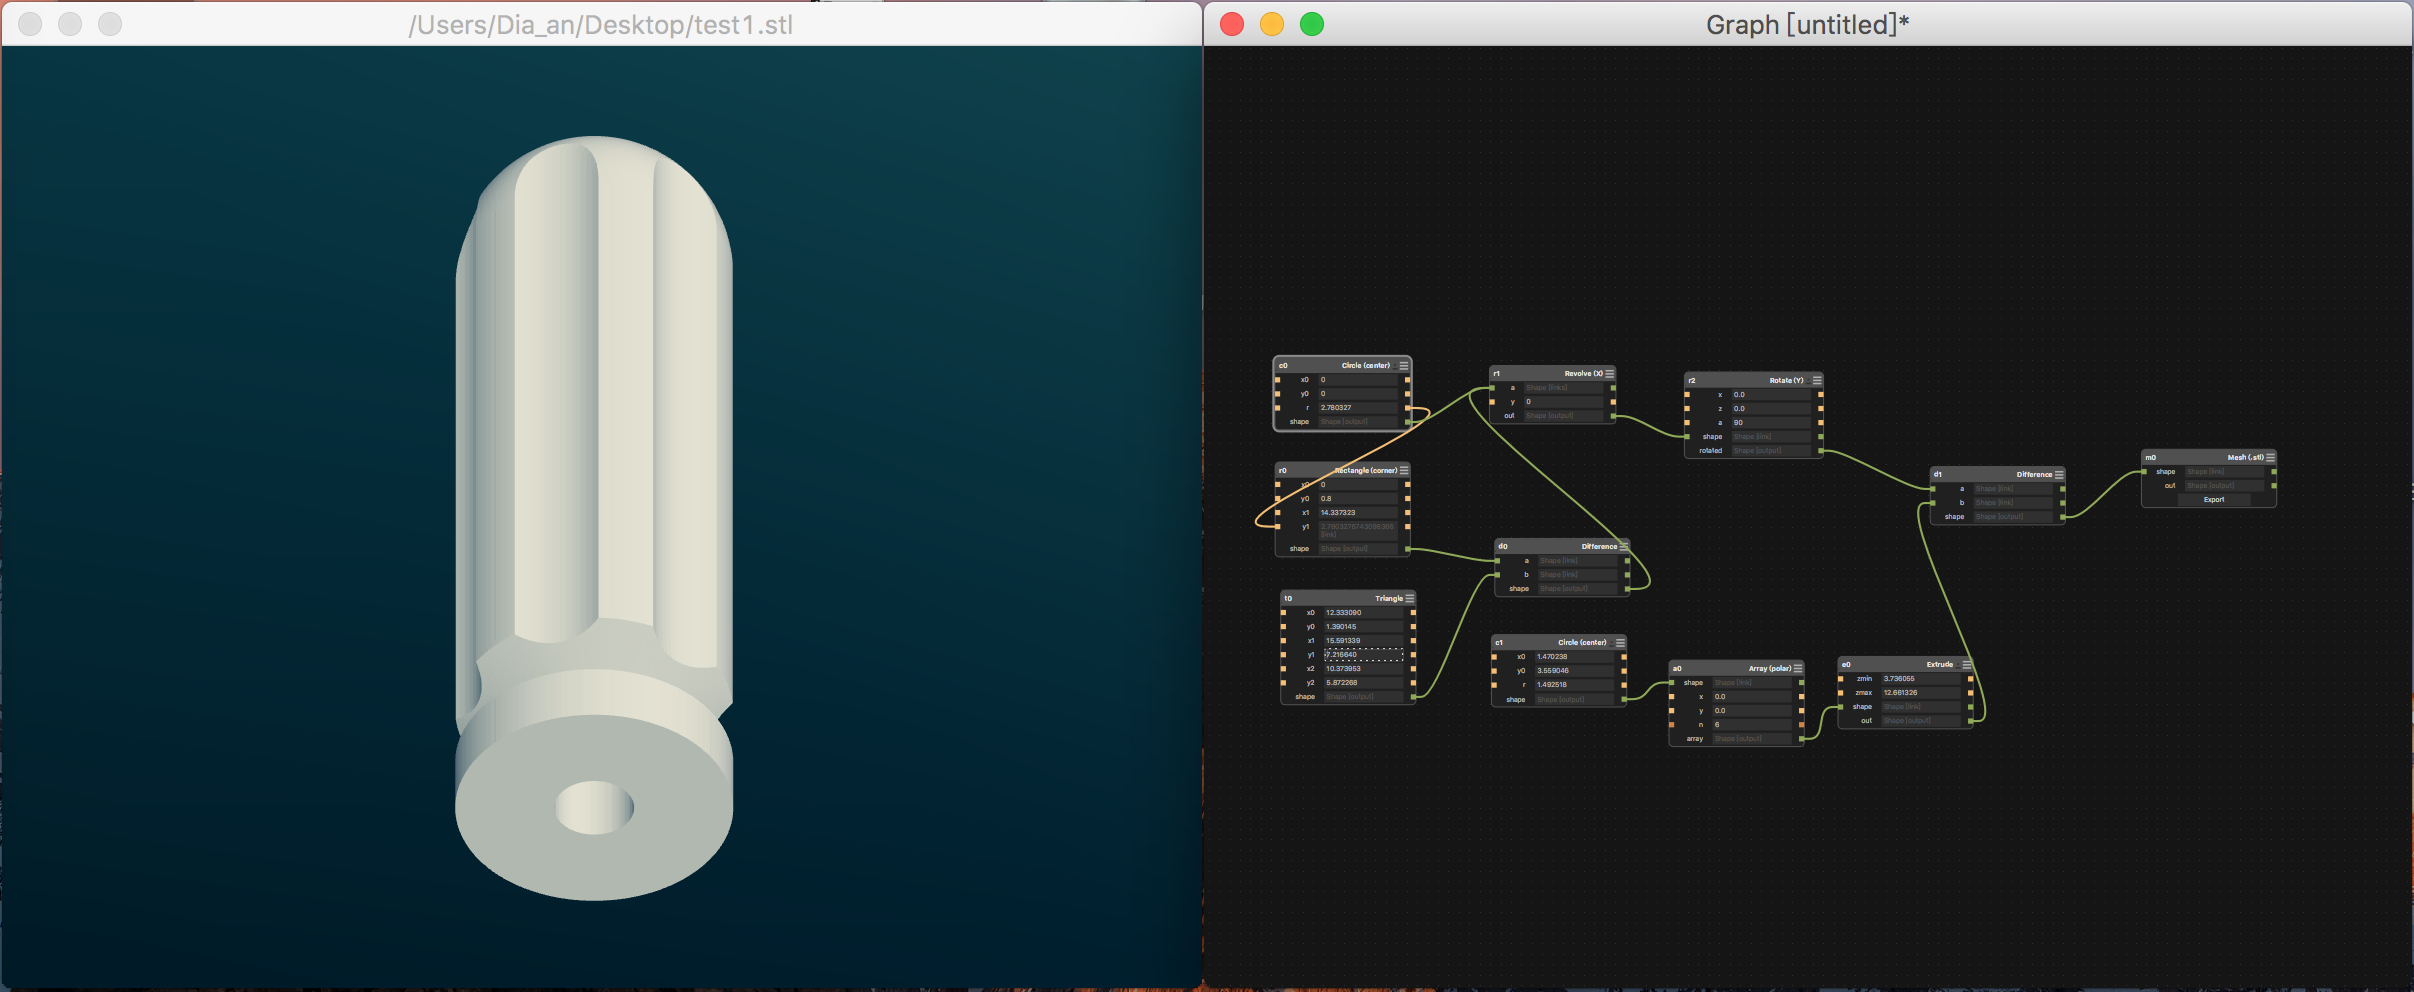 /Users/Dia_an/Desktop/test1.stl
Graph [untitled]*
c0 Circle (center)
x0 0
y0 0
r 2.780327
shape Shape [output]
r0 Rectangle (corner)
x0 0
y0 0.8
x1 14.337323
y1
[link]
shape Shape [output]
t0 Triangle
x0 12.333090
y0 1.390145
x1 15.591339
y1 7.216640
x2 10.373953
y2 5.872268
shape Shape [output]
r1 Revolve (X)
a Shape [links]
y 0
out Shape [output]
d0 Difference
a Shape [link]
b Shape [link]
shape Shape [output]
c1 Circle (center)
x0 1.470238
y0 3.559046
r 1.492518
shape Shape [output]
r2 Rotate (Y)
x 0.0
z 0.0
a 90
shape Shape [link]
rotated Shape [output]
a0 Array (polar)
shape Shape [link]
x 0.0
y 0.0
n 6
array Shape [output]
e0 Extrude
zmin 3.736055
zmax 12.681326
shape Shape [link]
out Shape [output]
d1 Difference
a Shape [link]
b Shape [link]
shape Shape [output]
m0 Mesh (.stl)
shape Shape [link]
out Shape [output]
Export